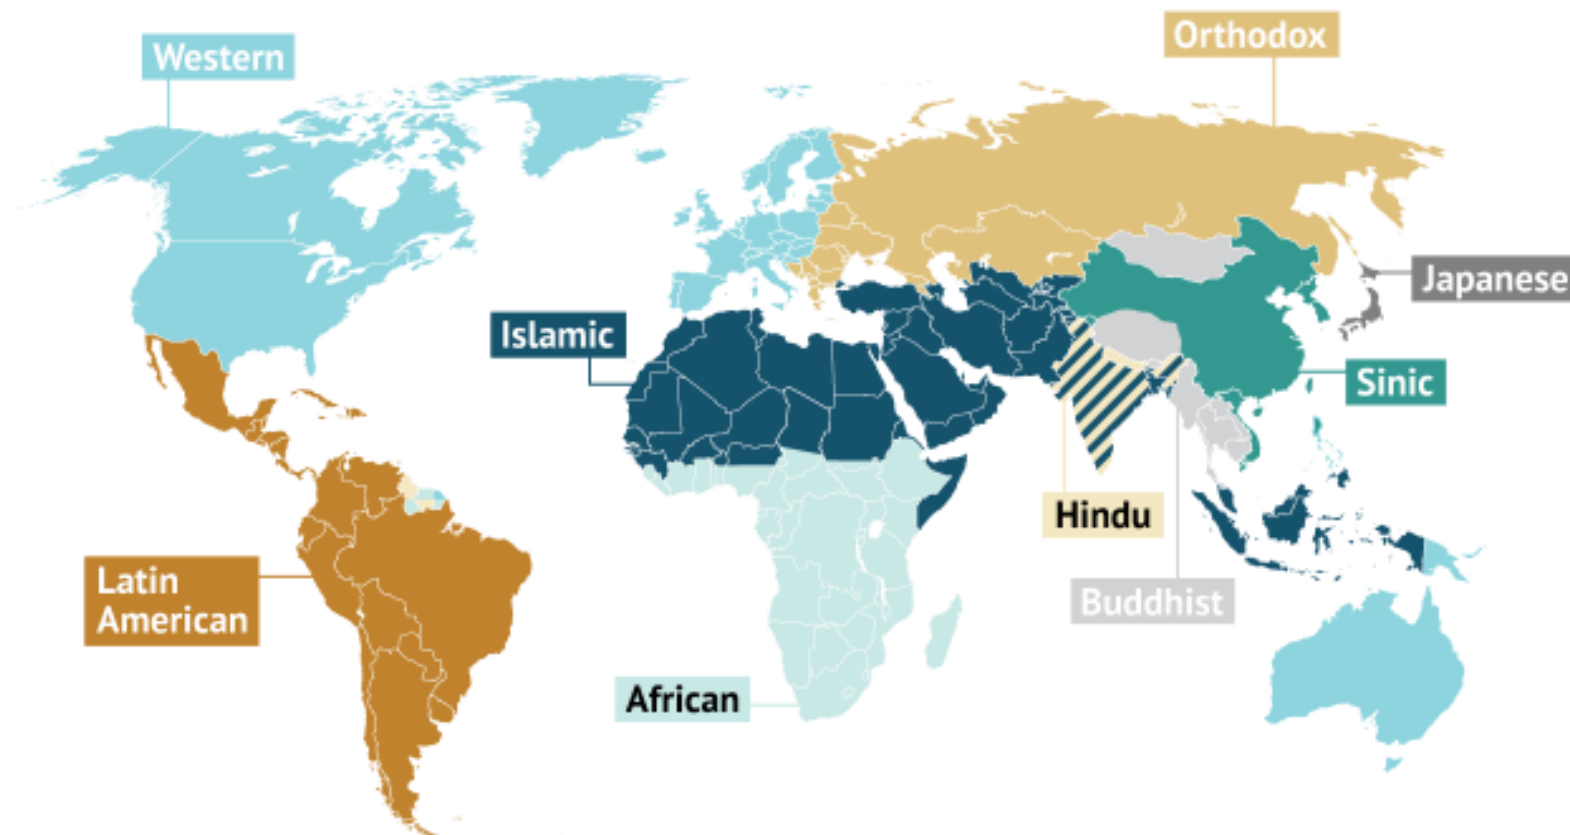 Western
Orthodox
Japanese
Islamic
Sinic
Hindu
Latin
American
Buddhist
African